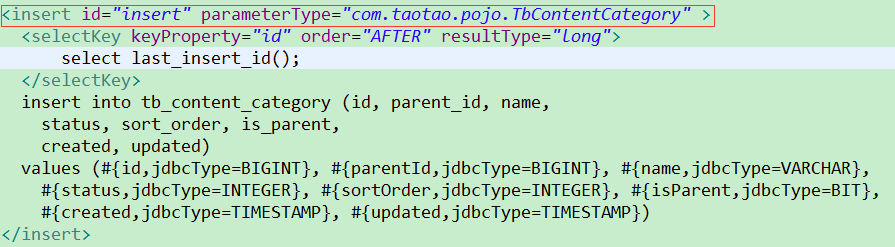 <insert id="insert" parameterType="com.taotao.pojo.TbContentCategory" >
<selectKey keyProperty="id" order="AFTER" resultType="long">
select last_insert_id();
</selectKey>
insert into tb_content_category (id, parent_id, name,
status, sort_order, is_parent,
created, updated)
values (#{id,jdbcType=BIGINT}, #{parentId,jdbcType=BIGINT}, #{name,jdbcType=VARCHAR},
#{status,jdbcType=INTEGER}, #{sortOrder,jdbcType=INTEGER}, #{isParent,jdbcType=BIT},
#{created,jdbcType=TIMESTAMP}, #{updated,jdbcType=TIMESTAMP})
</insert>